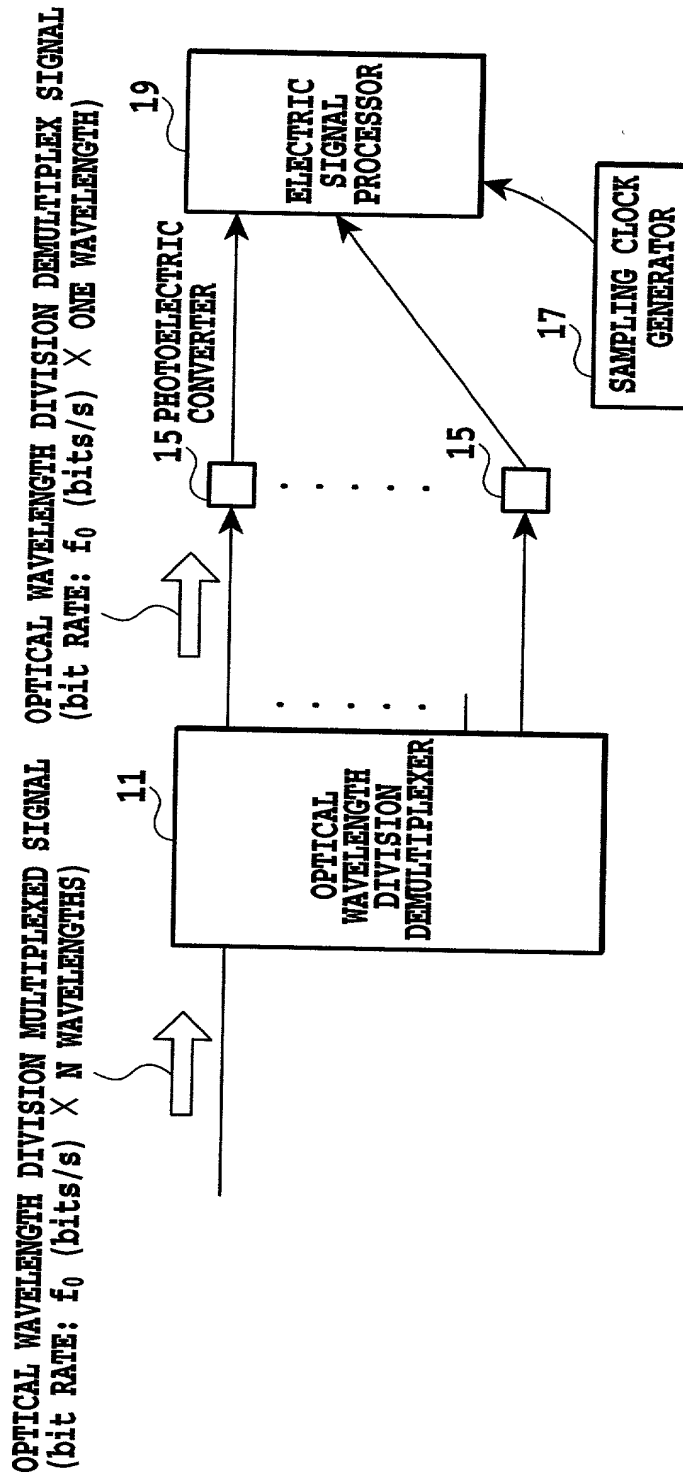 OPTICAL WAVELENGTH DIVISION MULTIPLEXED SIGNAL
(bit RATE: f₀ (bits/s) × N WAVELENGTHS)
OPTICAL WAVELENGTH DIVISION DEMULTIPLEX SIGNAL
(bit RATE: f₀ (bits/s) × ONE WAVELENGTH)
11
OPTICAL
WAVELENGTH
DIVISION
DEMULTIPLEXER
15 PHOTOELECTRIC
CONVERTER
15
19
ELECTRIC
SIGNAL
PROCESSOR
17
SAMPLING CLOCK
GENERATOR